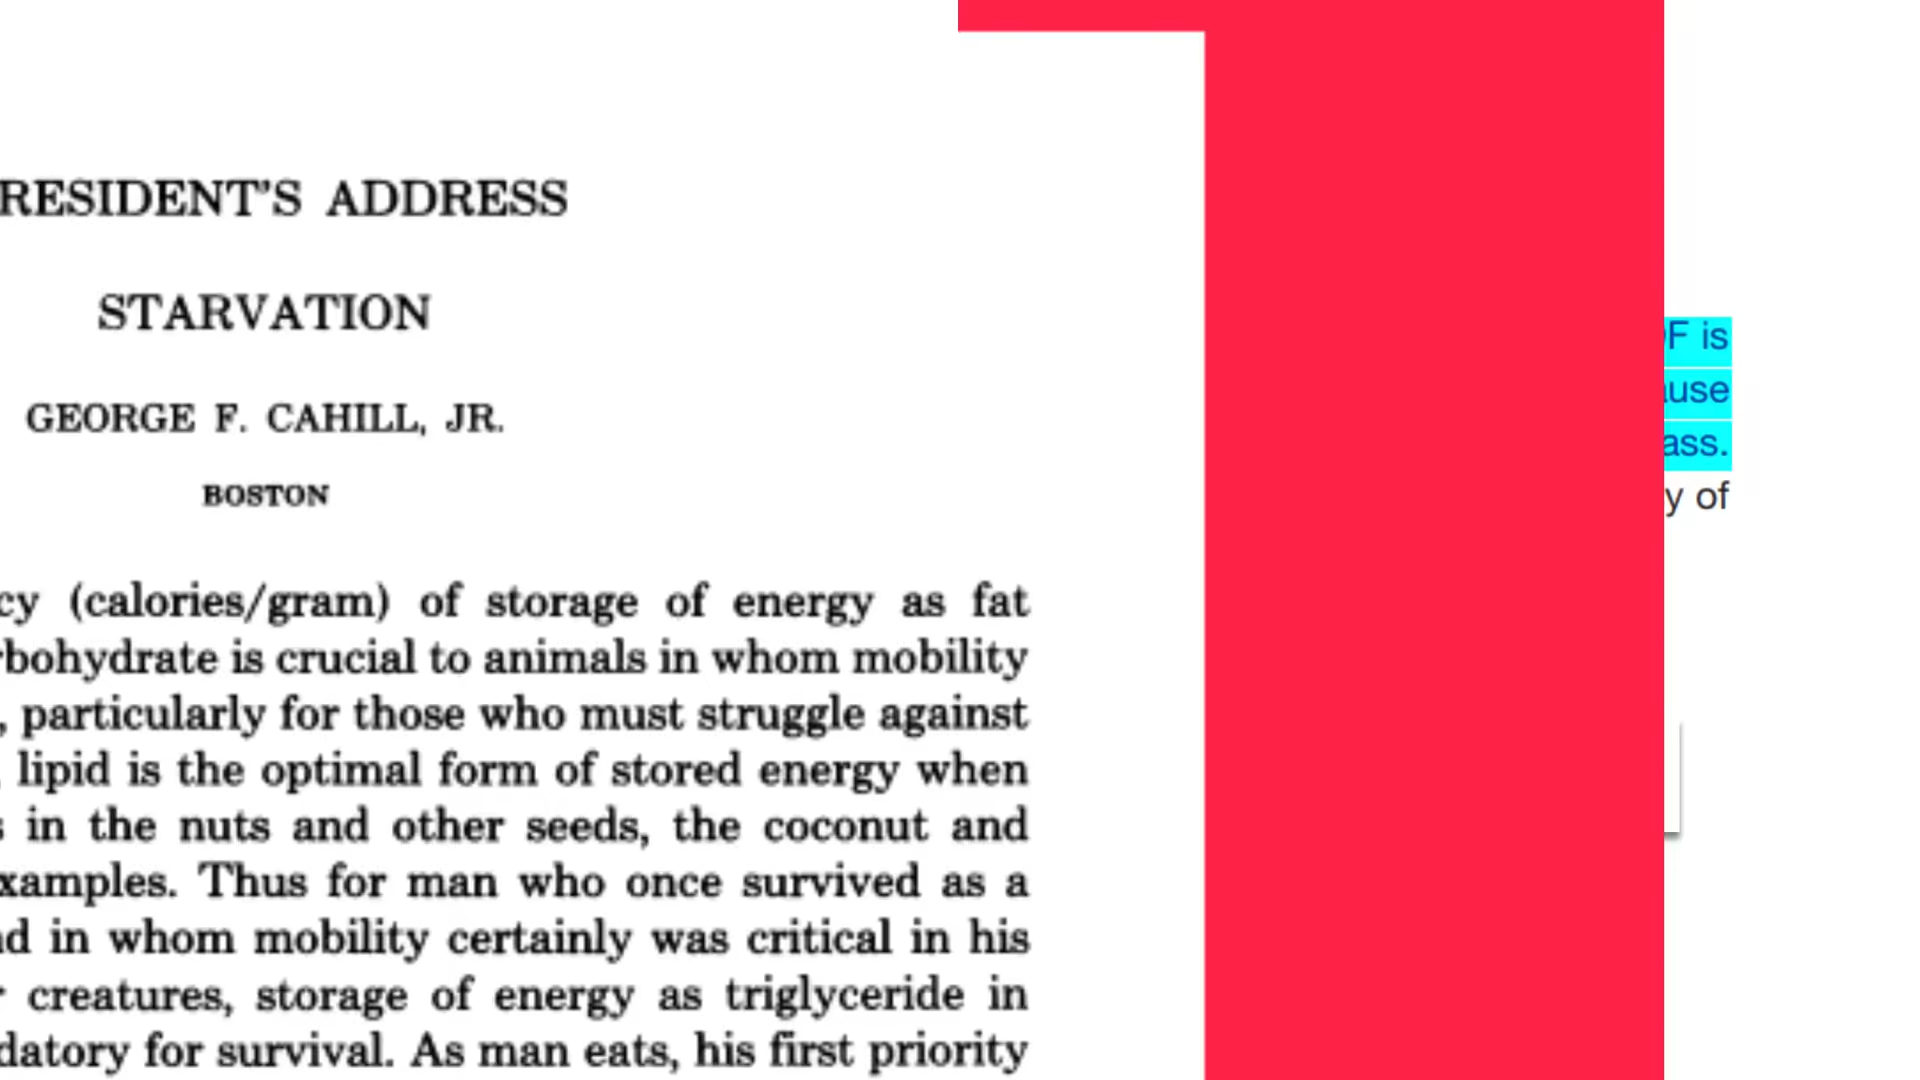 RESIDENT'S ADDRESS
STARVATION
GEORGE F. CAHILL, JR.
BOSTON
cy (calories/gram) of storage of energy as fat
rbohydrate is crucial to animals in whom mobility
, particularly for those who must struggle against
lipid is the optimal form of stored energy when
s in the nuts and other seeds, the coconut and
xamples. Thus for man who once survived as a
nd in whom mobility certainly was critical in his
r creatures, storage of energy as triglyceride in
datory for survival. As man eats, his first priority
F is
ause
ass.
y of